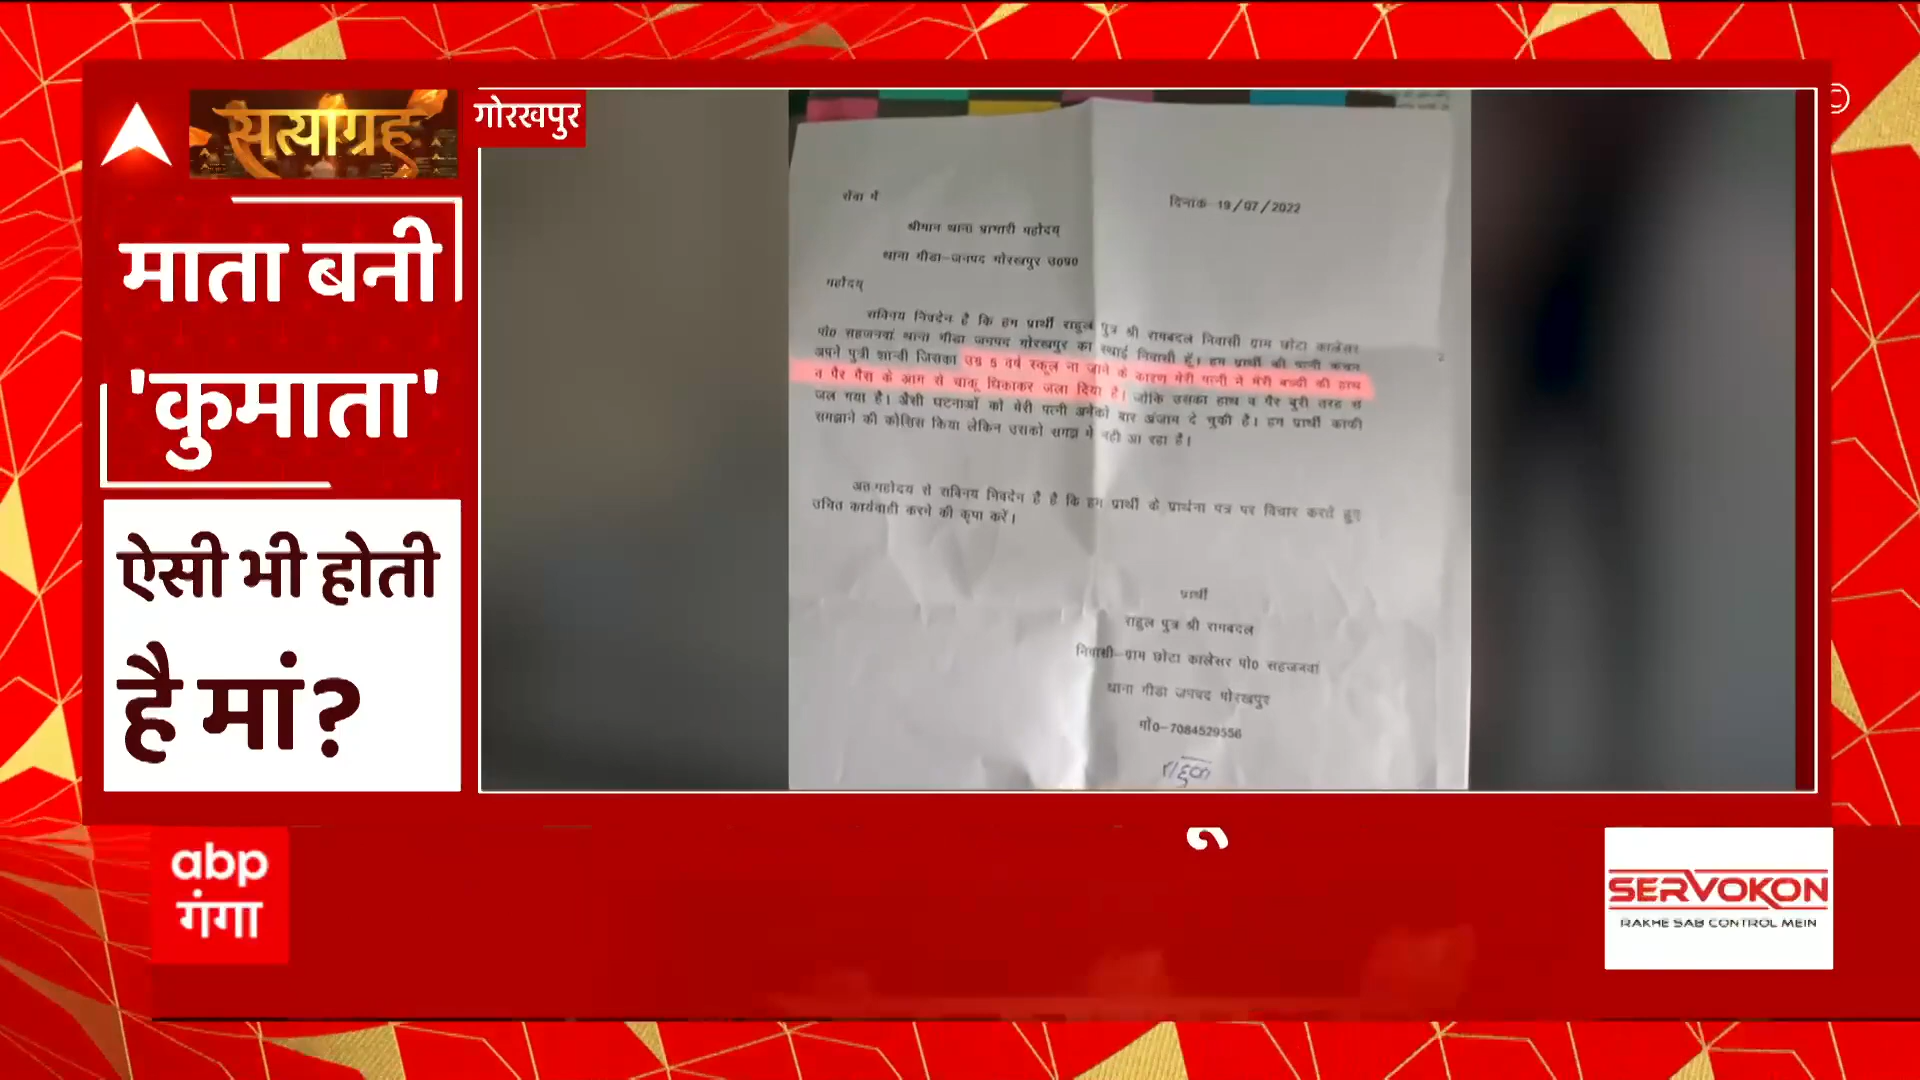 सत्याग्रह
गोरखपुर
माता बनी
'कुमाता'
ऐसी भी होती
है मां?
सेवा में
दिनांक-19/07/2022
श्रीमान थाना प्रभारी महोदय्
थाना गीडा-जनपद गोरखपुर उ0प्र0
महोदय्
सविनय निवदेन है कि हम प्रार्थी राहुल पुत्र श्री रामबदल निवासी ग्राम छोटा कालेसर
पो0 सहजनवां थाना गीडा जनपद गोरखपुर का स्थाई निवासी हूँ। हम प्रार्थी की पत्नी
अपने पुत्री शान्वी जिसका उम्र 5 वर्ष स्कूल ना जाने के कारण मेरी पत्नी ने मेरी बच्ची की हाथ
व पैर गैस के आग से चाकू धिकाकर जला दिया है। जोकि उसका हाथ व पैर बुरी तरह से
जल गया है। अैसी घटनाओं को मेरी पत्नी अनेको बार अंजाम दे चुकी है। हम प्रार्थी काफी
समझाने की कोसिस किया लेकिन उसको समझ मे नही आ रहा है।
अतःमहोदय से सविनय निवदेन है है कि हम प्रार्थी के प्रार्थना पत्र पर विचार करते हुए
उचित कार्यवाही करने की कृपा करें।
प्रार्थी
राहुल पुत्र श्री रामबदल
निवासी-ग्राम छोटा कालेसर पो0 सहजनवां
थाना गीडा जनपद गोरखपुर
मों0-7084529556
राहुल
abp
गंगा
SERVOKON
RAKHE SAB CONTROL MEIN